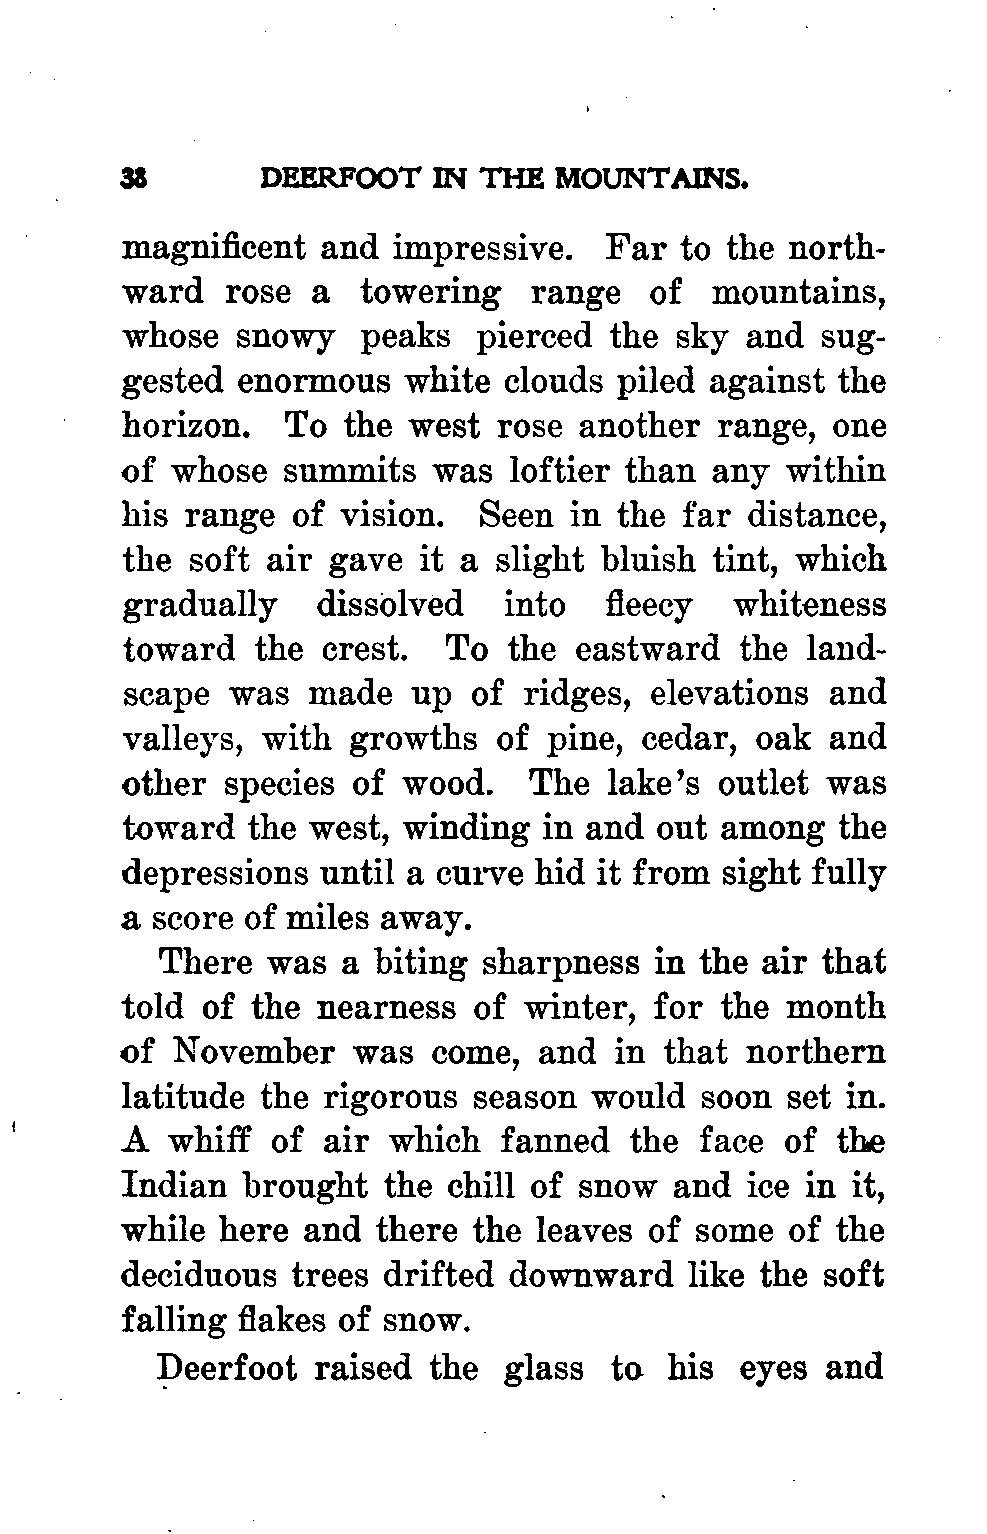 38 DEERFOOT IN THE MOUNTAINS.
magnificent and impressive. Far to the north-
ward rose a towering range of mountains,
whose snowy peaks pierced the sky and sug-
gested enormous white clouds piled against the
horizon. To the west rose another range, one
of whose summits was loftier than any within
his range of vision. Seen in the far distance,
the soft air gave it a slight bluish tint, which
gradually dissolved into fleecy whiteness
toward the crest. To the eastward the land-
scape was made up of ridges, elevations and
valleys, with growths of pine, cedar, oak and
other species of wood. The lake's outlet was
toward the west, winding in and out among the
depressions until a curve hid it from sight fully
a score of miles away.
There was a biting sharpness in the air that
told of the nearness of winter, for the month
of November was come, and in that northern
latitude the rigorous season would soon set in.
A whiff of air which fanned the face of the
Indian brought the chill of snow and ice in it,
while here and there the leaves of some of the
deciduous trees drifted downward like the soft
falling flakes of snow.
Deerfoot raised the glass to his eyes and